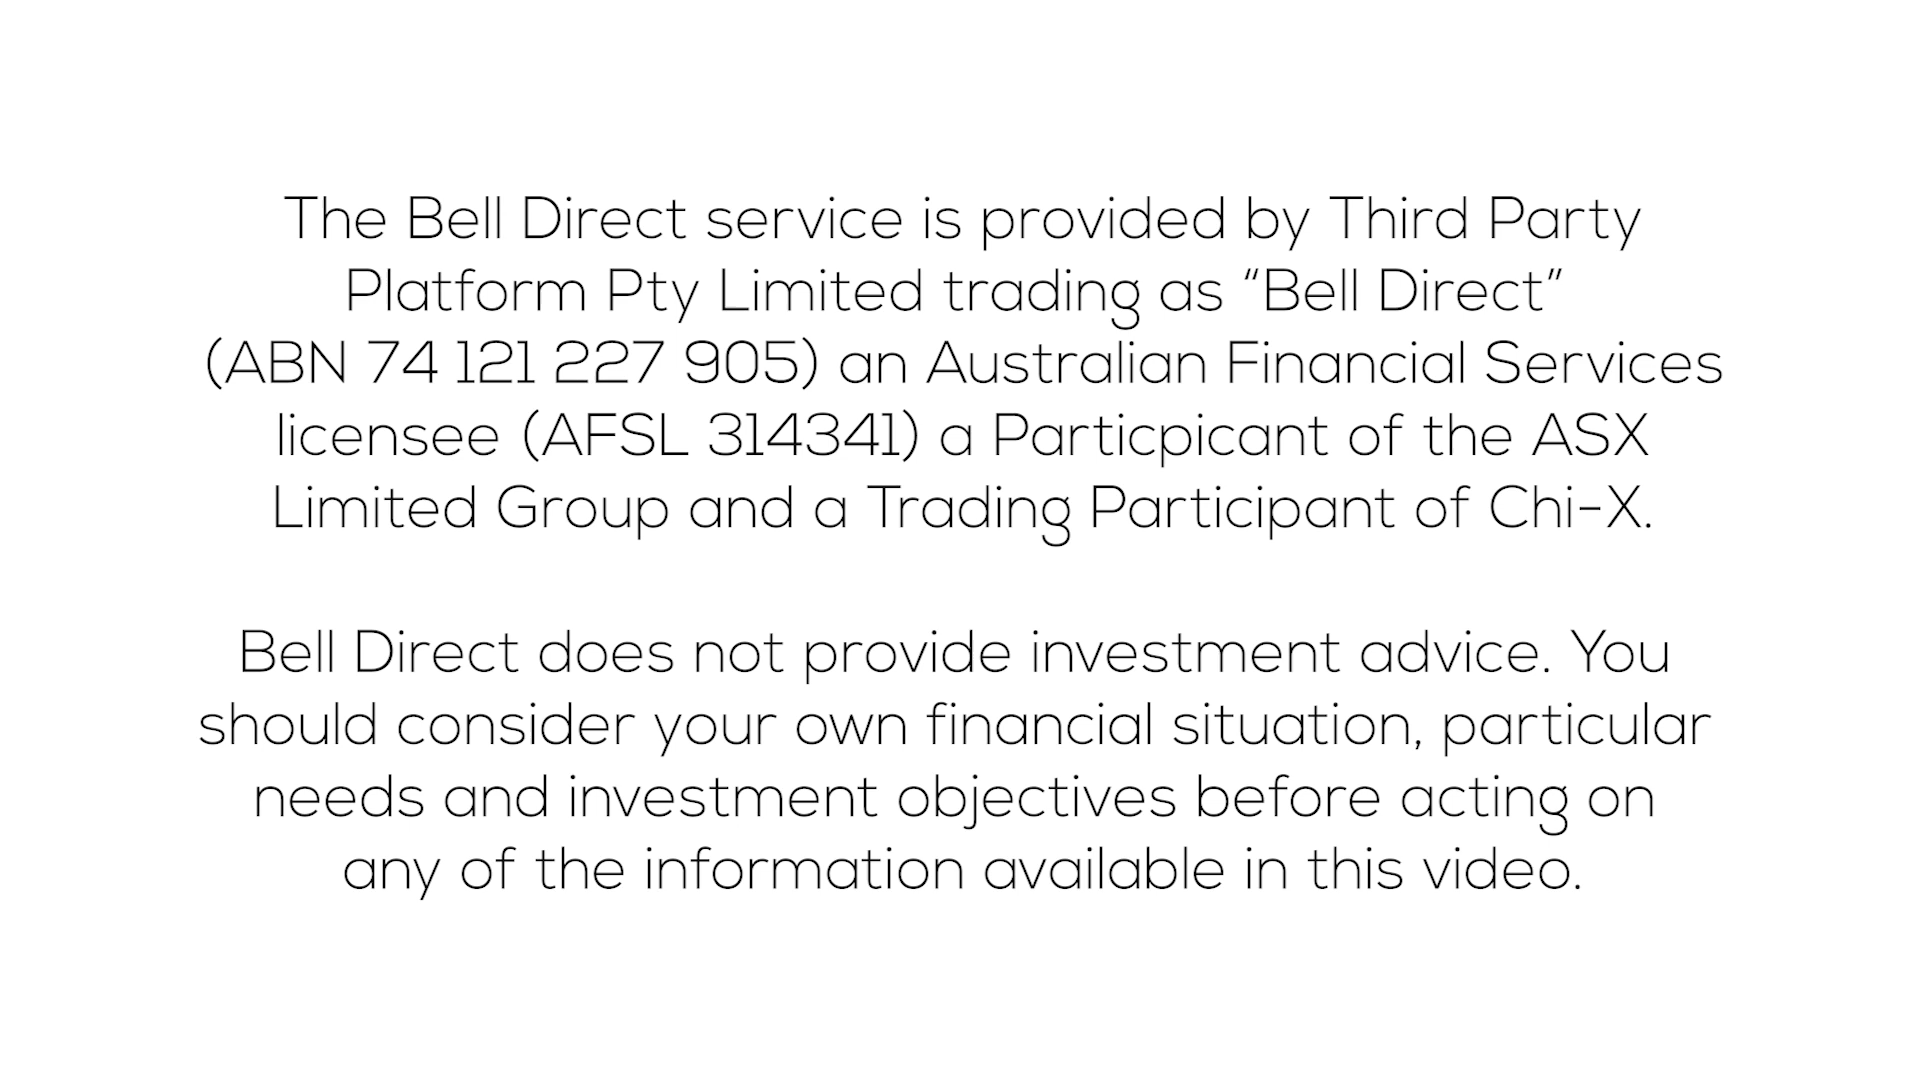 The Bell Direct service is provided by Third Party
Platform Pty Limited trading as “Bell Direct”
(ABN 74 121 227 905) an Australian Financial Services
licensee (AFSL 314341) a Particpicant of the ASX
Limited Group and a Trading Participant of Chi-X.
Bell Direct does not provide investment advice. You
should consider your own financial situation, particular
needs and investment objectives before acting on
any of the information available in this video.